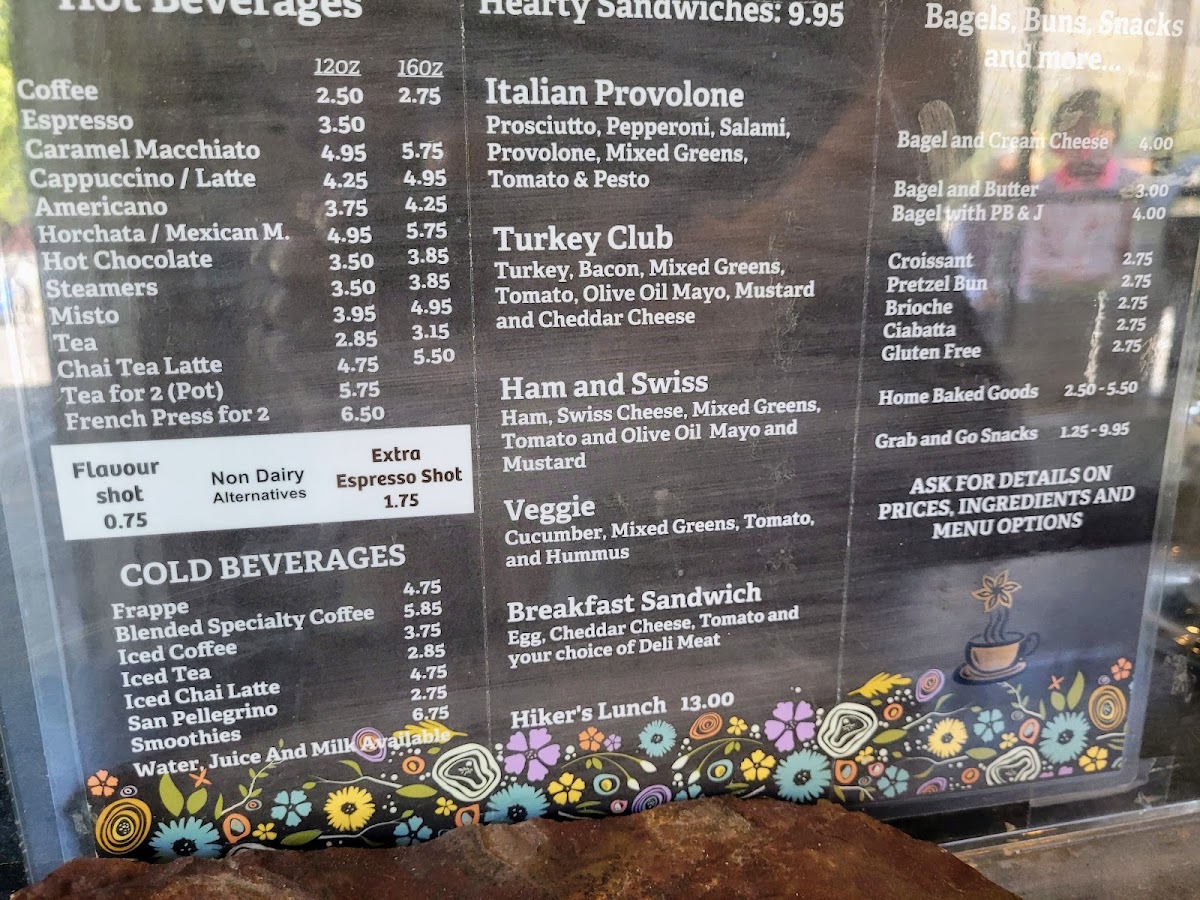 Hot Beverages
12oz 16oz
Coffee 2.50 2.75
Espresso 3.50
Caramel Macchiato 4.95 5.75
Cappuccino / Latte 4.25 4.95
Americano 3.75 4.25
Horchata / Mexican M. 4.95 5.75
Hot Chocolate 3.50 3.85
Steamers 3.50 3.85
Misto 3.95 4.95
Tea 2.85 3.15
Chai Tea Latte 4.75 5.50
Tea for 2 (Pot) 5.75
French Press for 2 6.50
Flavour
shot
0.75
Non Dairy
Alternatives
Extra
Espresso Shot
1.75
COLD BEVERAGES
Frappe 4.75
Blended Specialty Coffee 5.85
Iced Coffee 3.75
Iced Tea 2.85
Iced Chai Latte 4.75
San Pellegrino 2.75
Smoothies 6.75
Water, Juice And Milk Available
Hearty Sandwiches: 9.95
Italian Provolone
Prosciutto, Pepperoni, Salami,
Provolone, Mixed Greens,
Tomato & Pesto
Turkey Club
Turkey, Bacon, Mixed Greens,
Tomato, Olive Oil Mayo, Mustard
and Cheddar Cheese
Ham and Swiss
Ham, Swiss Cheese, Mixed Greens,
Tomato and Olive Oil Mayo and
Mustard
Veggie
Cucumber, Mixed Greens, Tomato,
and Hummus
Breakfast Sandwich
Egg, Cheddar Cheese, Tomato and
your choice of Deli Meat
Hiker's Lunch 13.00
Bagels, Buns, Snacks
and more...
Bagel and Cream Cheese 4.00
Bagel and Butter 3.00
Bagel with PB & J 4.00
Croissant 2.75
Pretzel Bun 2.75
Brioche 2.75
Ciabatta 2.75
Gluten Free 2.75
Home Baked Goods 2.50 - 5.50
Grab and Go Snacks 1.25 - 9.95
ASK FOR DETAILS ON
PRICES, INGREDIENTS AND
MENU OPTIONS